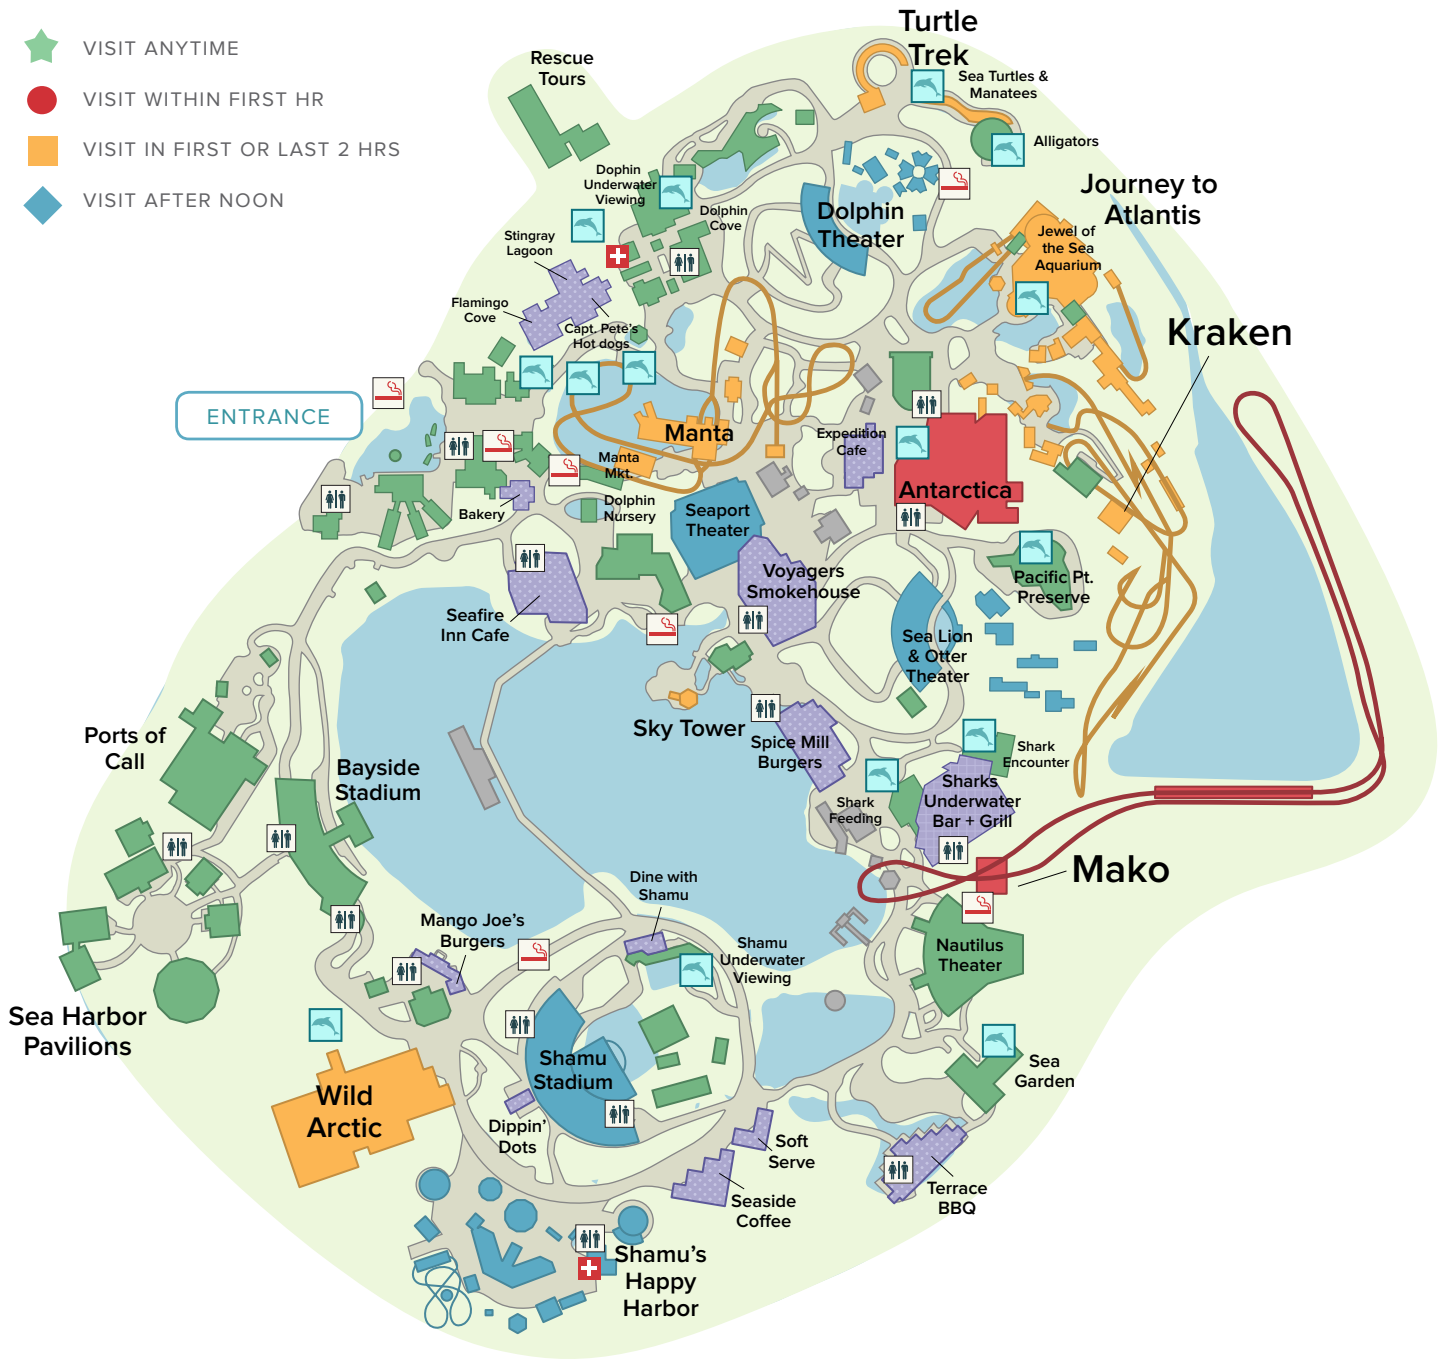 VISIT ANYTIME
VISIT WITHIN FIRST HR
VISIT IN FIRST OR LAST 2 HRS
VISIT AFTER NOON
Turtle
Trek
Rescue
Tours
Sea Turtles &
Manatees
Alligators
Dophin
Underwater
Viewing
Dolphin
Cove
Dolphin
Theater
Journey to
Atlantis
Stingray
Lagoon
Jewel of
the Sea
Aquarium
Flamingo
Cove
Capt. Pete's
Hot dogs
Kraken
ENTRANCE
Manta
Expedition
Cafe
Manta
Mkt.
Antarctica
Bakery
Dolphin
Nursery
Seaport
Theater
Voyagers
Smokehouse
Pacific Pt.
Preserve
Seafire
Inn Cafe
Sea Lion
& Otter
Theater
Sky Tower
Ports of
Call
Bayside
Stadium
Spice Mill
Burgers
Shark
Encounter
Sharks
Underwater
Bar + Grill
Shark
Feeding
Mako
Dine with
Shamu
Mango Joe's
Burgers
Shamu
Underwater
Viewing
Nautilus
Theater
Sea Harbor
Pavilions
Shamu
Stadium
Sea
Garden
Wild
Arctic
Dippin'
Dots
Soft
Serve
Seaside
Coffee
Terrace
BBQ
Shamu's
Happy
Harbor